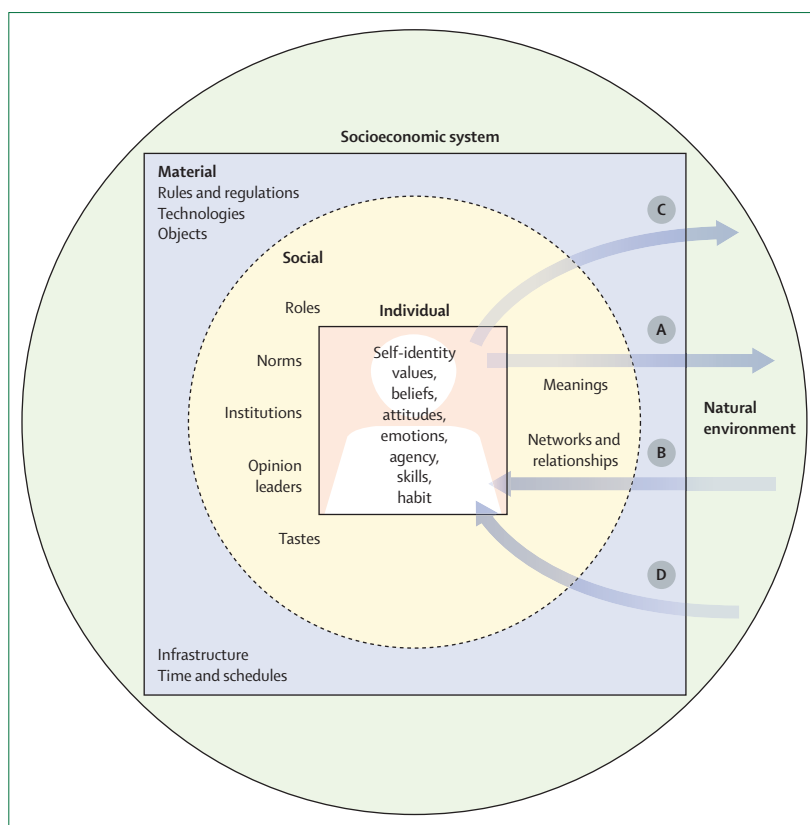 Socioeconomic system
Material
Rules and regulations
Technologies
Objects
C
Social
Roles
Individual
A
Self-identity
values,
beliefs,
attitudes,
emotions,
agency,
skills,
habit
Norms
Meanings
Institutions
Natural
environment
Networks and
relationships
B
Opinion
leaders
Tastes
D
Infrastructure
Time and schedules